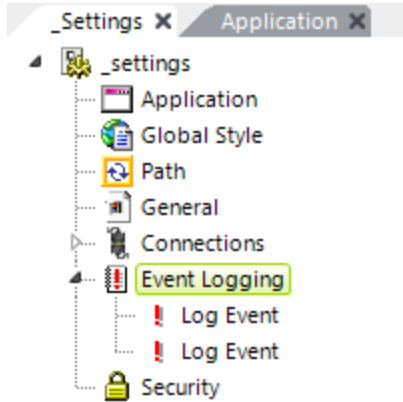 _Settings Application
_settings
Application
Global Style
Path
General
Connections
Event Logging
Log Event
Log Event
Security